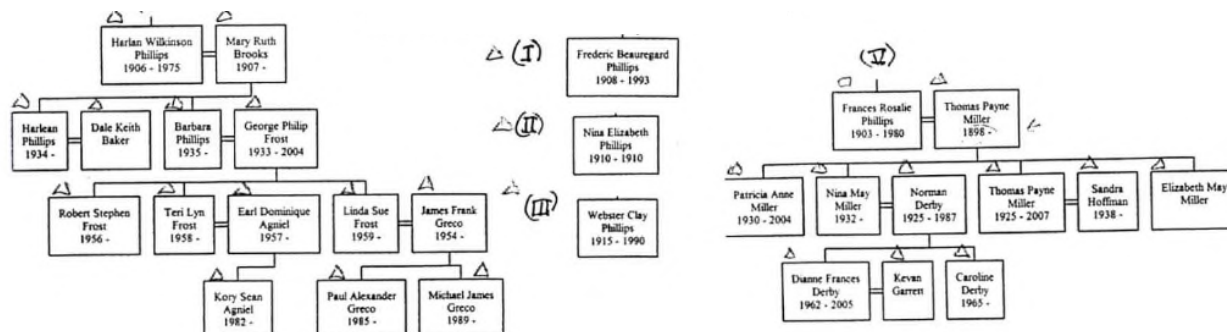 Harlan Wilkinson
Phillips
1906 - 1975
Mary Ruth
Brooks
1907 -
Harlean
Phillips
1934 -
Dale Keith
Baker
Barbara
Phillips
1935 -
George Philip
Frost
1933 - 2004
Robert Stephen
Frost
1956 -
Teri Lyn
Frost
1958 -
Earl Dominique
Agniel
1957 -
Linda Sue
Frost
1959 -
James Frank
Greco
1954 -
Kory Sean
Agniel
1982 -
Paul Alexander
Greco
1985 -
Michael James
Greco
1989 -
(I)
Frederic Beauregard
Phillips
1908 - 1993
(II)
Nina Elizabeth
Phillips
1910 - 1910
(III)
Webster Clay
Phillips
1915 - 1990
Frances Rosalie
Phillips
1903 - 1980
Thomas Payne
Miller
1898 -
Patricia Anne
Miller
1930 - 2004
Nina May
Miller
1932 -
Norman
Derby
1925 - 1987
Thomas Payne
Miller
1925 - 2007
Sandra
Hoffman
1938 -
Elizabeth May
Miller
Dianne Frances
Derby
1962 - 2005
Kevan
Garrett
Caroline
Derby
1965 -